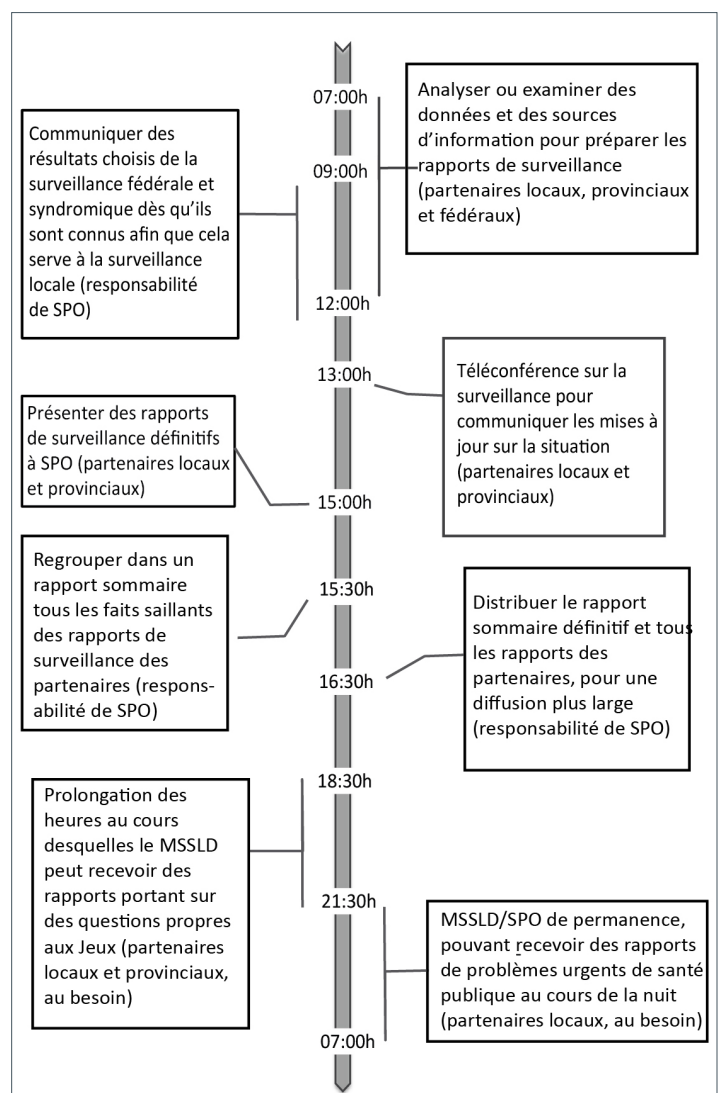 07:00h
Analyser ou examiner des
données et des sources
d’information pour préparer les
rapports de surveillance
(partenaires locaux, provinciaux
et fédéraux)
Communiquer des
résultats choisis de la
surveillance fédérale et
syndromique dès qu’ils
sont connus afin que cela
serve à la surveillance
locale (responsabilité
de SPO)
09:00h
12:00h
13:00h
Téléconférence sur la
surveillance pour
communiquer les mises à
jour sur la situation
(partenaires locaux et
provinciaux)
Présenter des rapports
de surveillance définitifs
à SPO (partenaires locaux
et provinciaux)
15:00h
Regrouper dans un
rapport sommaire
tous les faits saillants
des rapports de
surveillance des
partenaires (respons-
abilité de SPO)
15:30h
Distribuer le rapport
sommaire définitif et tous
les rapports des
partenaires, pour une
diffusion plus large
(responsabilité de SPO)
16:30h
18:30h
Prolongation des
heures au cours
desquelles le MSSLD
peut recevoir des
rapports portant sur
des questions propres
aux Jeux (partenaires
locaux et provinciaux,
au besoin)
21:30h
MSSLD/SPO de permanence,
pouvant recevoir des rapports
de problèmes urgents de santé
publique au cours de la nuit
(partenaires locaux, au besoin)
07:00h